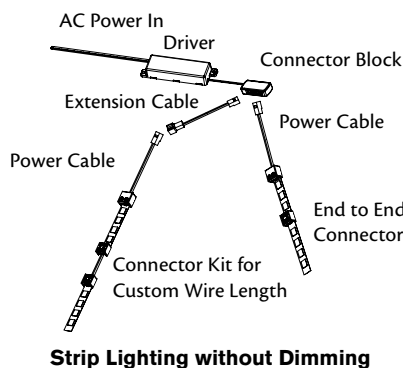 AC Power In
Driver
Connector Block
Extension Cable
Power Cable
Power Cable
End to End
Connector
Connector Kit for
Custom Wire Length
Strip Lighting without Dimming